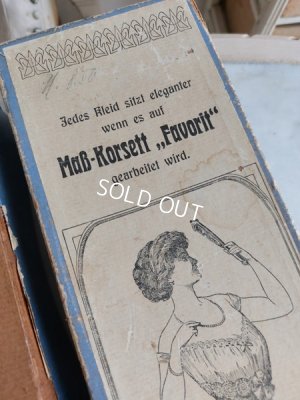 Jedes Kleid sitzt eleganter
wenn es auf
Maß-Korsett „Favorit“
gearbeitet wird.
SOLD OUT